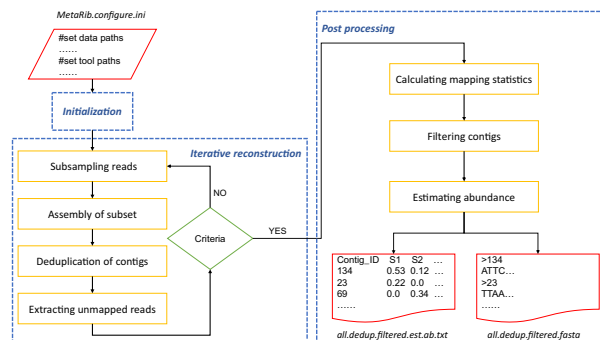 MetaRib.configure.ini
#set data paths
......
#set tool paths
......
Initialization
Iterative reconstruction
Subsampling reads
Assembly of subset
Deduplication of contigs
Extracting unmapped reads
Criteria
NO
YES
Post processing
Calculating mapping statistics
Filtering contigs
Estimating abundance
Contig_ID S1 S2 ...
134 0.53 0.12 ...
23 0.22 0.0 ...
69 0.0 0.34 ...
......
all.dedup.filtered.est.ab.txt
>134
ATTC...
>23
TTAA...
......
all.dedup.filtered.fasta